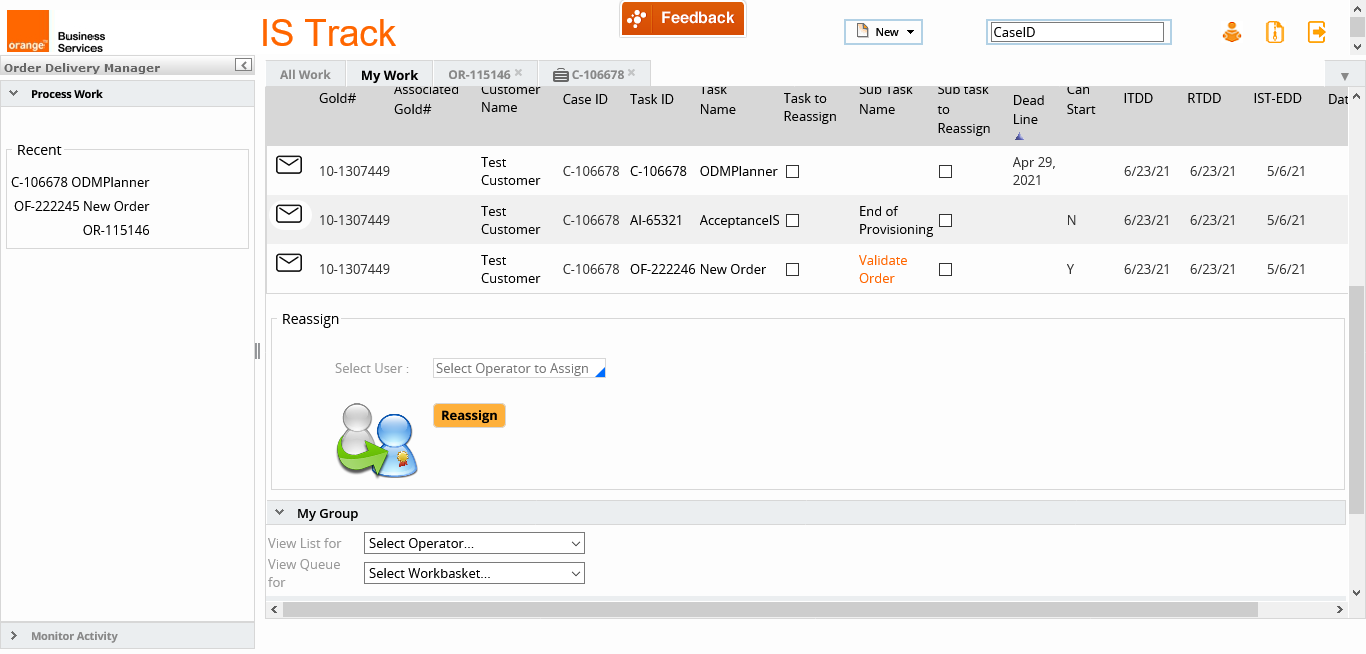 orange™
Business
Services
IS Track
Feedback
New
CaseID
Order Delivery Manager
Process Work
Recent
C-106678 ODMPlanner
OF-222245 New Order
OR-115146
Monitor Activity
All Work
My Work
OR-115146 ×
C-106678 ×
Gold#
Associated
Gold#
Customer
Name
Case ID
Task ID
Task
Name
Task to
Reassign
Sub Task
Name
Sub task
to
Reassign
Dead
Line
Can
Start
ITDD
RTDD
IST-EDD
Dat
10-1307449 Test Customer C-106678 C-106678 ODMPlanner Apr 29, 2021 6/23/21 6/23/21 5/6/21
10-1307449 Test Customer C-106678 AI-65321 AcceptanceIS End of Provisioning N 6/23/21 6/23/21 5/6/21
10-1307449 Test Customer C-106678 OF-222246 New Order Validate Order Y 6/23/21 6/23/21 5/6/21
Reassign
Select User :
Select Operator to Assign
Reassign
My Group
View List for
Select Operator...
View Queue
for
Select Workbasket...